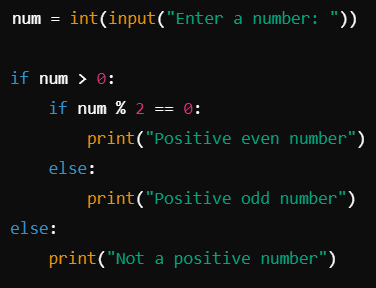 num = int(input("Enter a number: "))

if num > 0:
    if num % 2 == 0:
        print("Positive even number")
    else:
        print("Positive odd number")
else:
    print("Not a positive number")